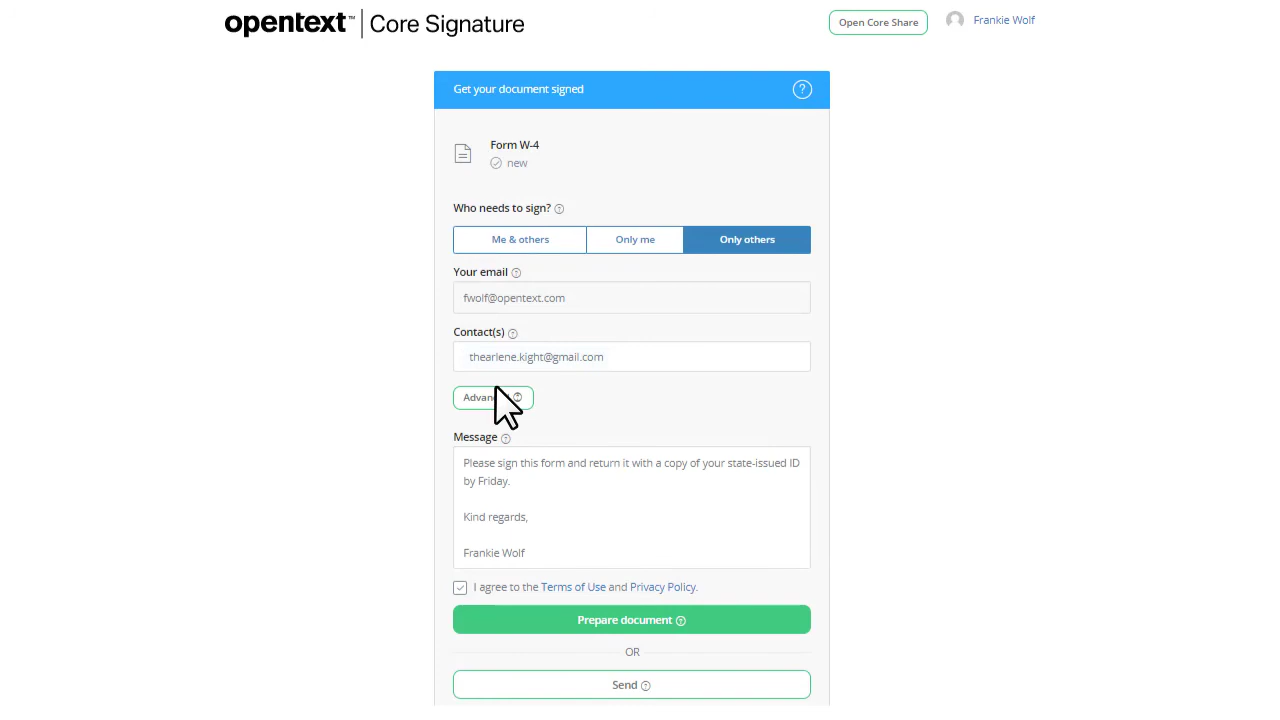 opentext™ | Core Signature
Open Core Share
Frankie Wolf
Get your document signed
Form W-4
new
Who needs to sign?
Me & others
Only me
Only others
Your email
fwolf@opentext.com
Contact(s)
thearlene.kight@gmail.com
Message
Please sign this form and return it with a copy of your state-issued ID
by Friday.
Kind regards,
Frankie Wolf
I agree to the Terms of Use and Privacy Policy.
Prepare document
OR
Send